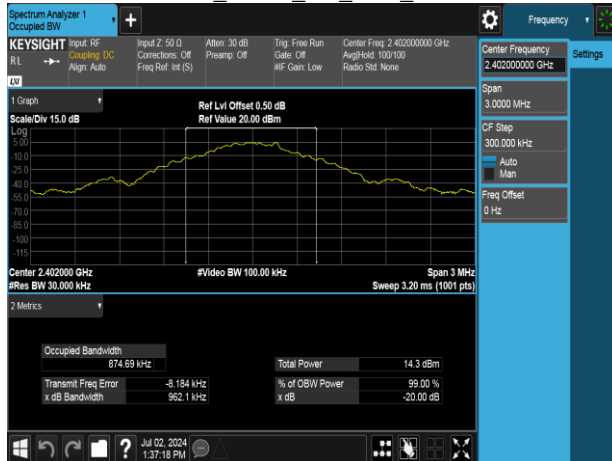 Spectrum Analyzer 1
Occupied BW
+
Frequency
KEYSIGHT Input: RF
RL
Coupling: DC
Align: Auto
LXI
Input Z: 50 Ω
Corrections: Off
Freq Ref: Int (S)
Atten: 30 dB
Preamp: Off
Trig: Free Run
Gate: Off
#IF Gain: Low
Center Freq: 2.402000000 GHz
Avg|Hold: 100/100
Radio Std: None
Center Frequency
2.402000000 GHz
Settings
Span
3.0000 MHz
CF Step
300.000 kHz
Auto
Man
Freq Offset
0 Hz
1 Graph
Scale/Div 15.0 dB
Ref Lvl Offset 0.50 dB
Ref Value 20.00 dBm
Log
5.00
-10.0
-25.0
-40.0
-55.0
-70.0
-85.0
-100
-115
Center 2.402000 GHz
#Res BW 30.000 kHz
#Video BW 100.00 kHz
Span 3 MHz
Sweep 3.20 ms (1001 pts)
2 Metrics
Occupied Bandwidth
874.69 kHz
Total Power 14.3 dBm
Transmit Freq Error -8.184 kHz
% of OBW Power 99.00 %
x dB Bandwidth 962.1 kHz
x dB -20.00 dB
?
Jul 02, 2024
1:37:18 PM